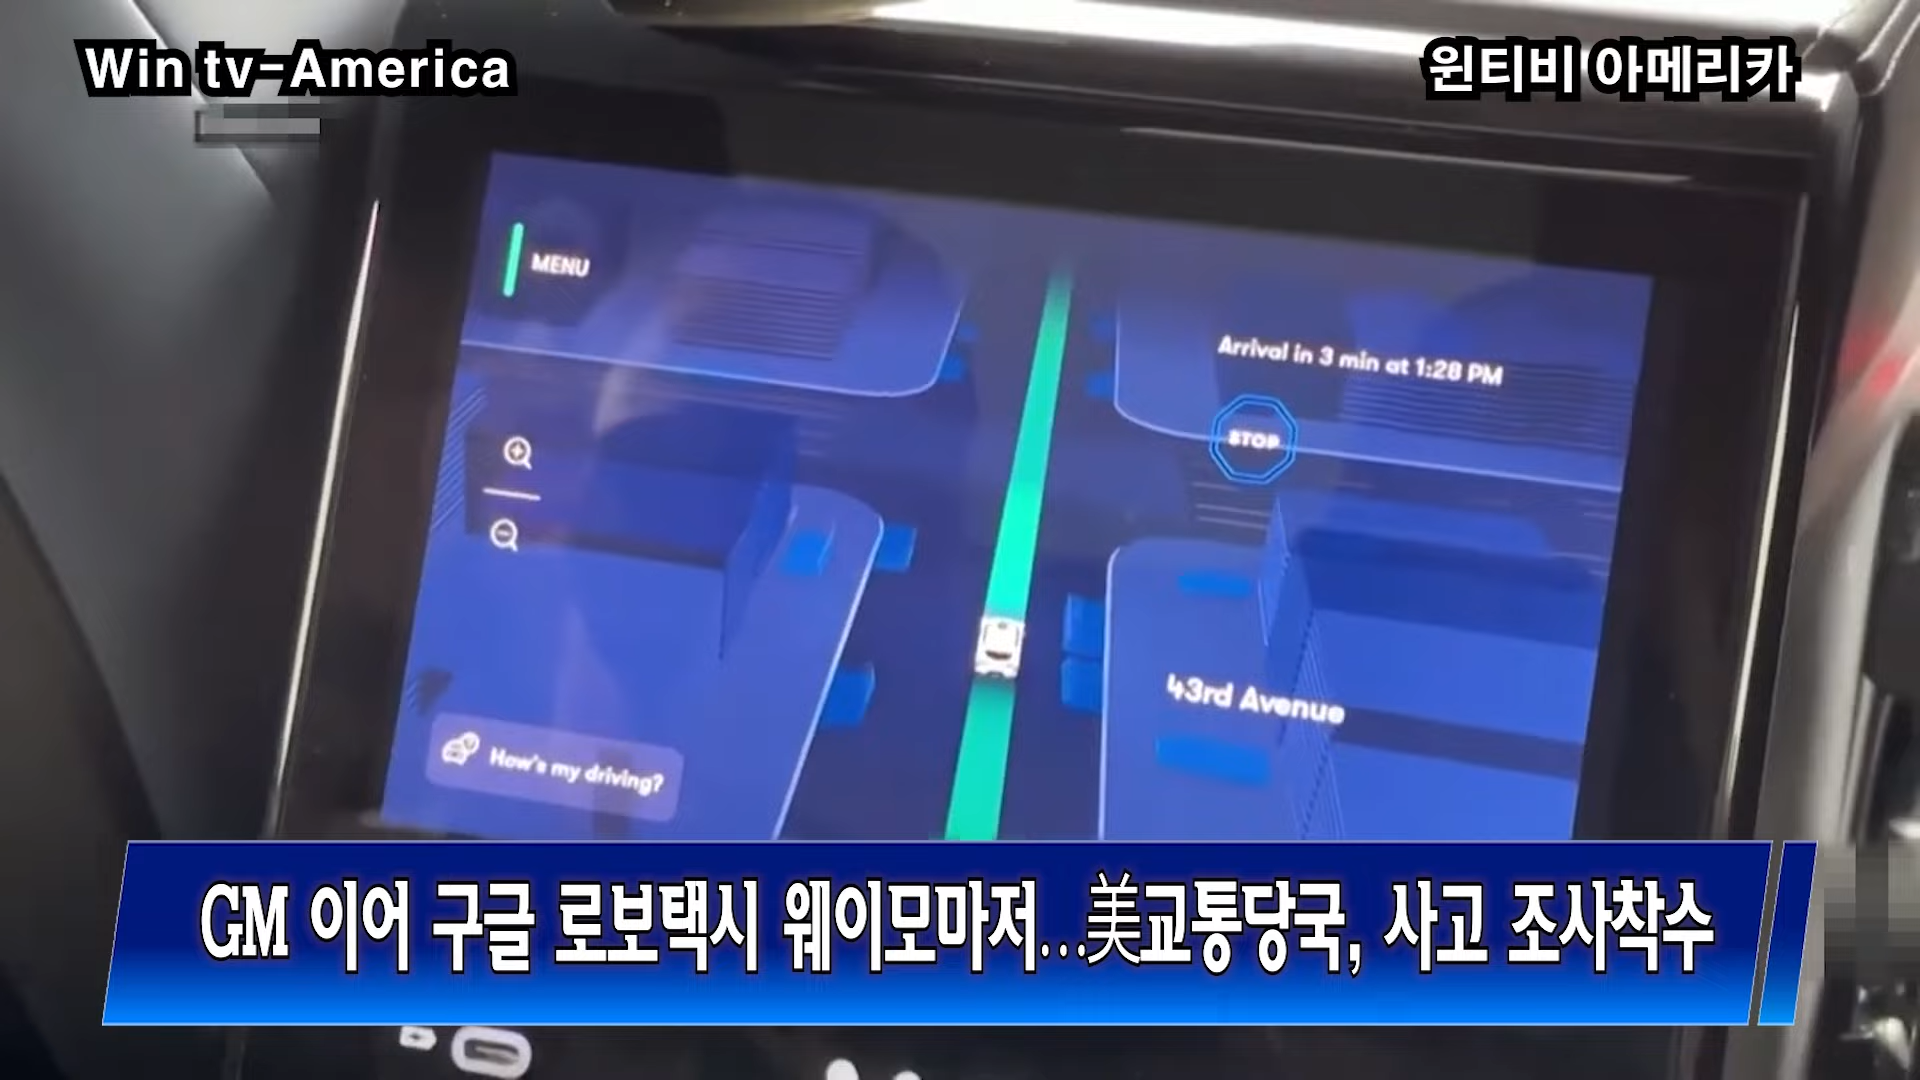 Win tv-America
윈티비 아메리카
MENU
Arrival in 3 min at 1:28 PM
STOP
43rd Avenue
How's my driving?
GM 이어 구글 로보택시 웨이모마저...美교통당국, 사고 조사착수